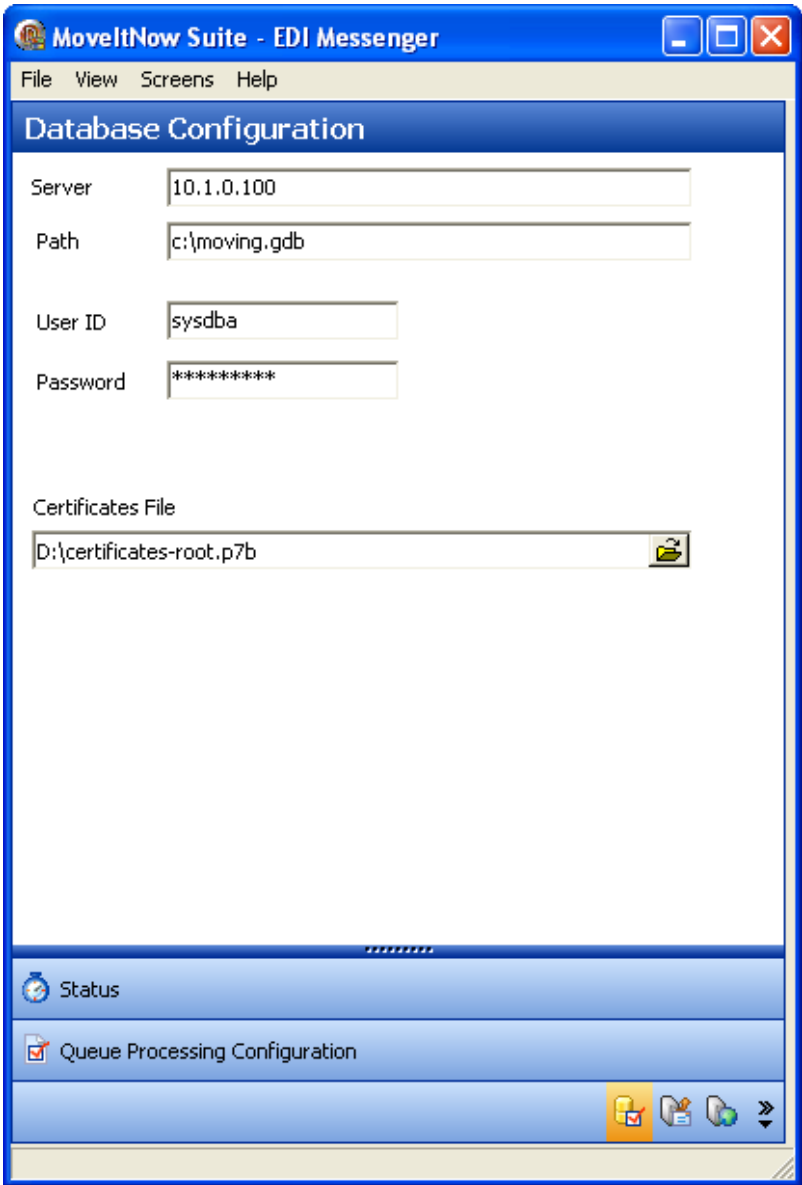 MoveItNow Suite - EDI Messenger
File View Screens Help
Database Configuration
Server 10.1.0.100
Path c:\moving.gdb
User ID sysdba
Password *********
Certificates File
D:\certificates-root.p7b
Status
Queue Processing Configuration